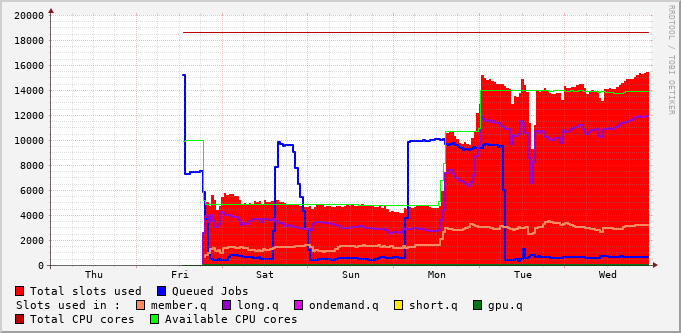 RRDTOOL / TOBI OETIKER
20000
18000
16000
14000
12000
10000
8000
6000
4000
2000
0
Thu Fri Sat Sun Mon Tue Wed
Total slots used Queued Jobs
Slots used in : member.q long.q ondemand.q short.q gpu.q
Total CPU cores Available CPU cores